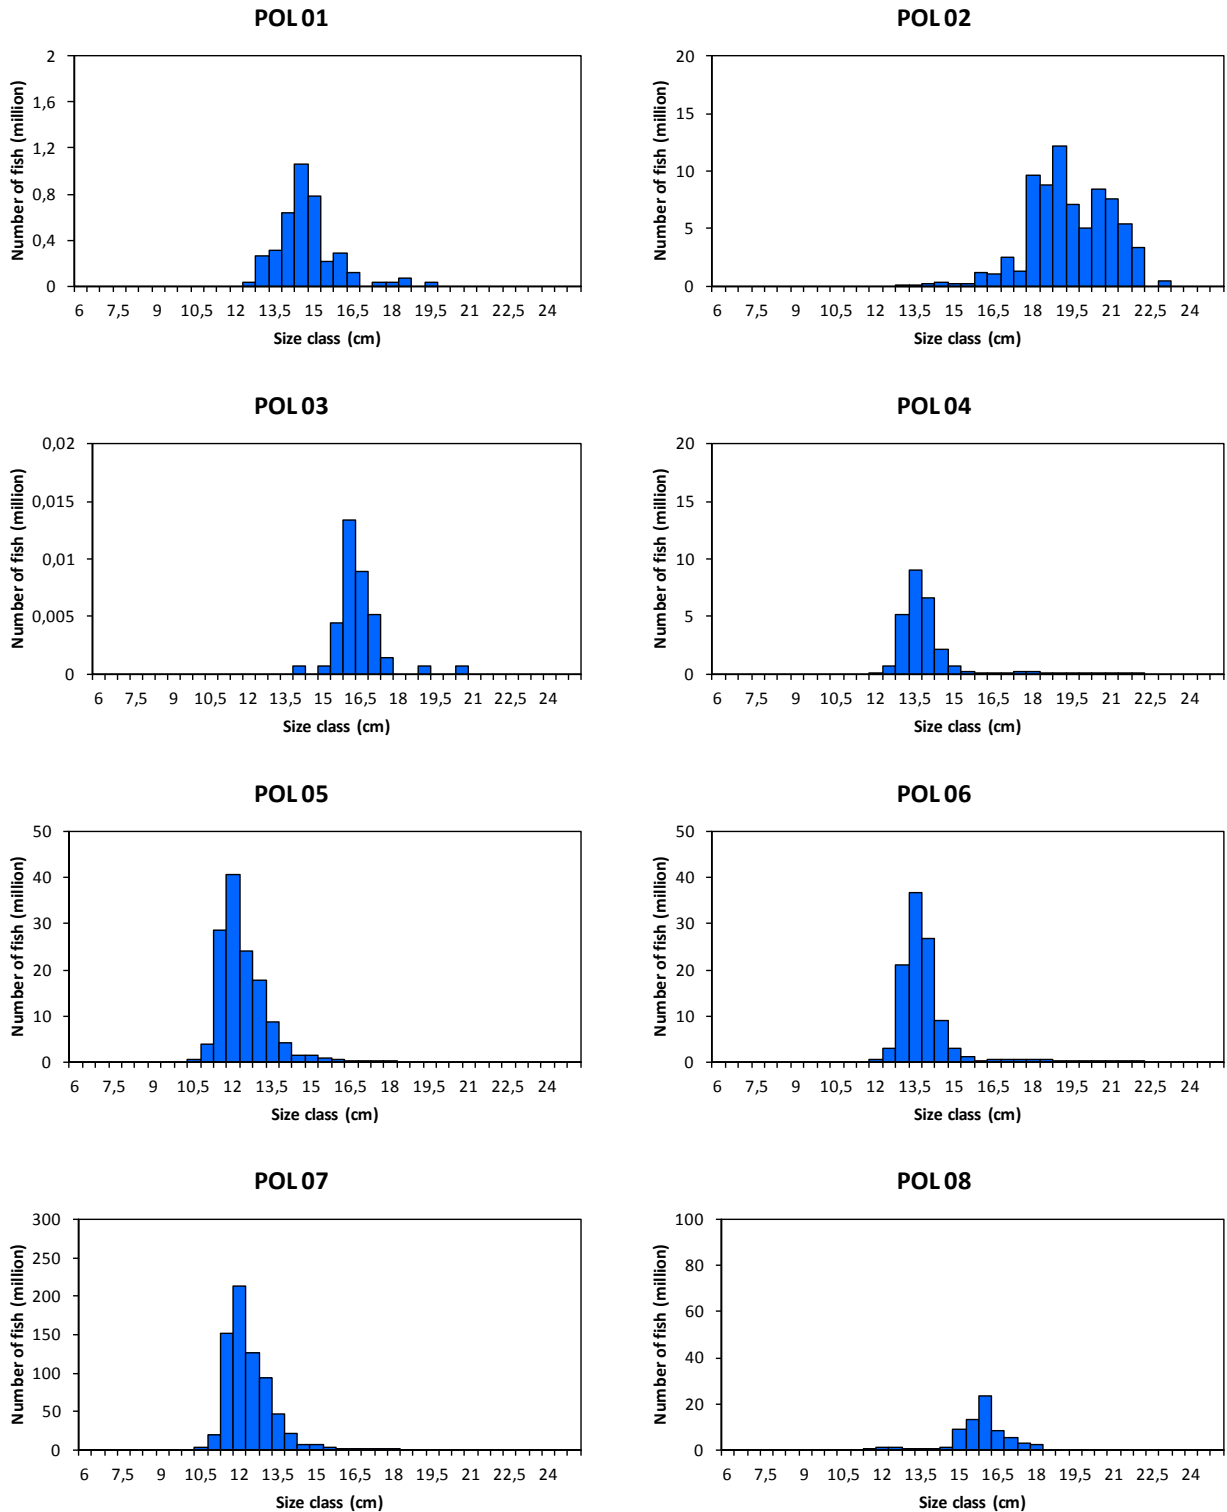 POL 01
Number of fish (million)
2
1,6
1,2
0,8
0,4
0
6 7,5 9 10,5 12 13,5 15 16,5 18 19,5 21 22,5 24
Size class (cm)
POL 02
Number of fish (million)
20
15
10
5
0
6 7,5 9 10,5 12 13,5 15 16,5 18 19,5 21 22,5 24
Size class (cm)
POL 03
Number of fish (million)
0,02
0,015
0,01
0,005
0
6 7,5 9 10,5 12 13,5 15 16,5 18 19,5 21 22,5 24
Size class (cm)
POL 04
Number of fish (million)
20
15
10
5
0
6 7,5 9 10,5 12 13,5 15 16,5 18 19,5 21 22,5 24
Size class (cm)
POL 05
Number of fish (million)
50
40
30
20
10
0
6 7,5 9 10,5 12 13,5 15 16,5 18 19,5 21 22,5 24
Size class (cm)
POL 06
Number of fish (million)
50
40
30
20
10
0
6 7,5 9 10,5 12 13,5 15 16,5 18 19,5 21 22,5 24
Size class (cm)
POL 07
Number of fish (million)
300
250
200
150
100
50
0
6 7,5 9 10,5 12 13,5 15 16,5 18 19,5 21 22,5 24
Size class (cm)
POL 08
Number of fish (million)
100
80
60
40
20
0
6 7,5 9 10,5 12 13,5 15 16,5 18 19,5 21 22,5 24
Size class (cm)